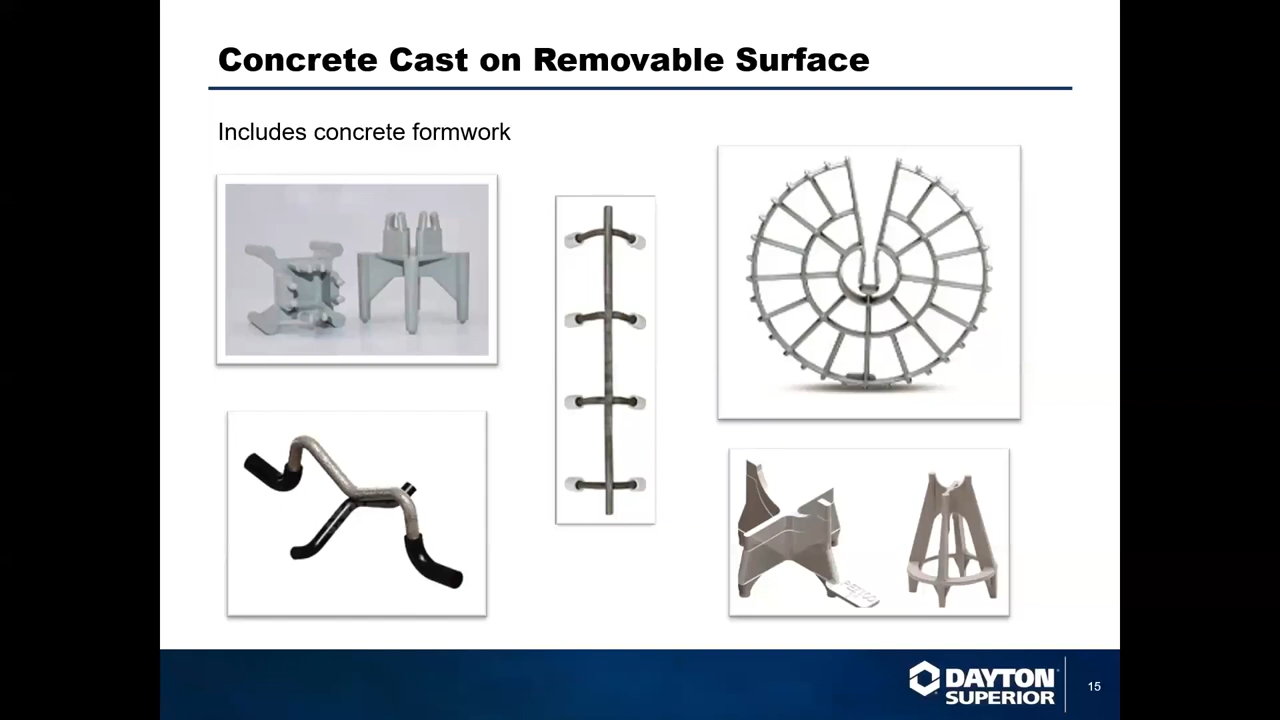 Concrete Cast on Removable Surface
Includes concrete formwork
DAYTON
SUPERIOR
15